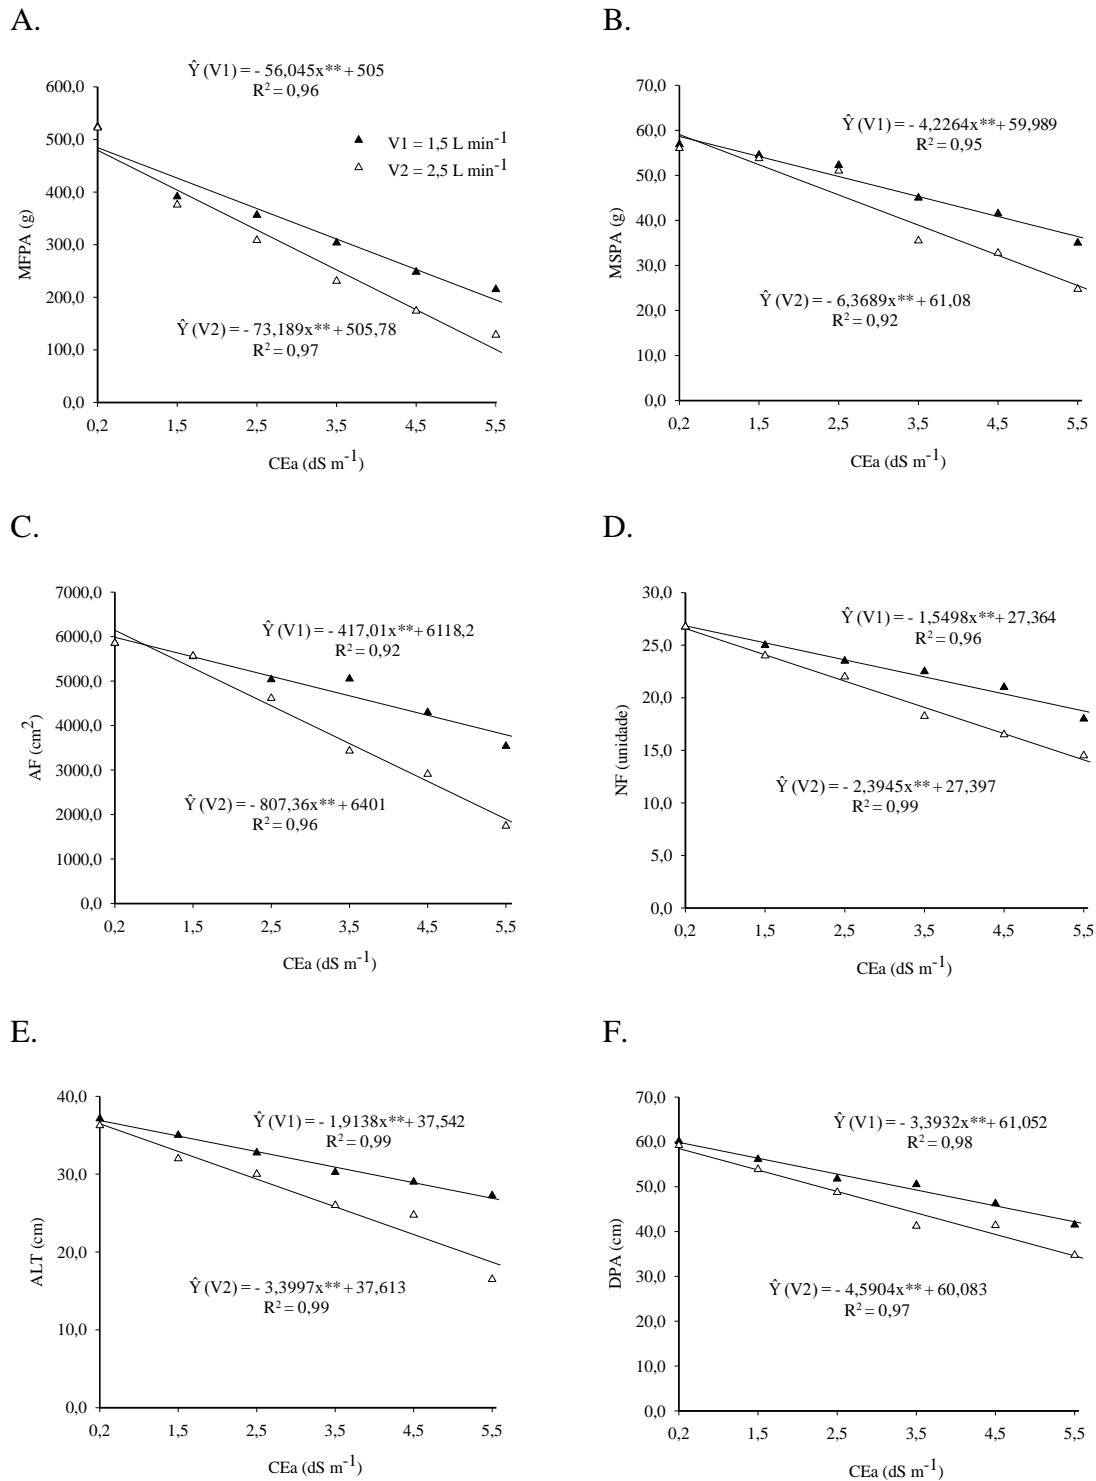 A.
Ŷ (V1) = - 56,045x** + 505
R² = 0,96
600,0
500,0
400,0
300,0
200,0
100,0
0,0
MFPA (g)
V1 = 1,5 L min⁻¹
V2 = 2,5 L min⁻¹
Ŷ (V2) = - 73,189x** + 505,78
R² = 0,97
0,2 1,5 2,5 3,5 4,5 5,5
CEa (dS m⁻¹)
B.
70,0
60,0
50,0
40,0
30,0
20,0
10,0
0,0
MSPA (g)
Ŷ (V1) = - 4,2264x** + 59,989
R² = 0,95
Ŷ (V2) = - 6,3689x** + 61,08
R² = 0,92
0,2 1,5 2,5 3,5 4,5 5,5
CEa (dS m⁻¹)
C.
7000,0
6000,0
5000,0
4000,0
3000,0
2000,0
1000,0
0,0
AF (cm²)
Ŷ (V1) = - 417,01x** + 6118,2
R² = 0,92
Ŷ (V2) = - 807,36x** + 6401
R² = 0,96
0,2 1,5 2,5 3,5 4,5 5,5
CEa (dS m⁻¹)
D.
30,0
25,0
20,0
15,0
10,0
5,0
0,0
NF (unidade)
Ŷ (V1) = - 1,5498x** + 27,364
R² = 0,96
Ŷ (V2) = - 2,3945x** + 27,397
R² = 0,99
0,2 1,5 2,5 3,5 4,5 5,5
CEa (dS m⁻¹)
E.
40,0
30,0
20,0
10,0
0,0
ALT (cm)
Ŷ (V1) = - 1,9138x** + 37,542
R² = 0,99
Ŷ (V2) = - 3,3997x** + 37,613
R² = 0,99
0,2 1,5 2,5 3,5 4,5 5,5
CEa (dS m⁻¹)
F.
70,0
60,0
50,0
40,0
30,0
20,0
10,0
0,0
DPA (cm)
Ŷ (V1) = - 3,3932x** + 61,052
R² = 0,98
Ŷ (V2) = - 4,5904x** + 60,083
R² = 0,97
0,2 1,5 2,5 3,5 4,5 5,5
CEa (dS m⁻¹)